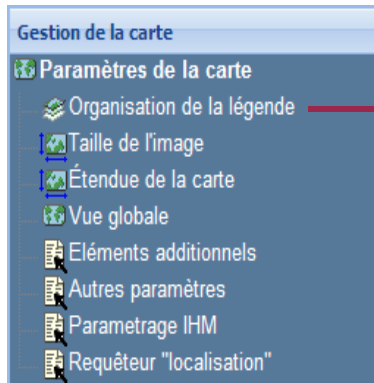 Gestion de la carte
Paramètres de la carte
Organisation de la légende
Taille de l'image
Étendue de la carte
Vue globale
Eléments additionnels
Autres paramètres
Parametrage IHM
Requêteur "localisation"